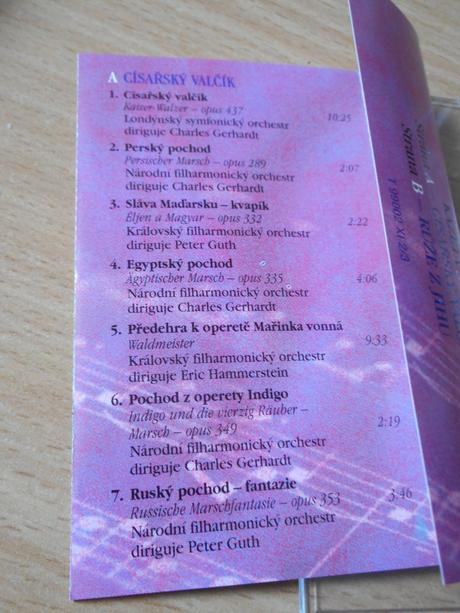 A CÍSAŘSKÝ VALČÍK
1. Císařský valčík
Kaiser-Walzer – opus 437 10:25
Londýnský symfonický orchestr
diriguje Charles Gerhardt
2. Perský pochod
Persischer Marsch – opus 289 2:07
Národní filharmonický orchestr
diriguje Charles Gerhardt
3. Sláva Maďarsku – kvapík
Éljen a Magyar – opus 332 2:22
Královský filharmonický orchestr
diriguje Peter Guth
4. Egyptský pochod
Ägyptischer Marsch – opus 335 4:06
Národní filharmonický orchestr
diriguje Charles Gerhardt
5. Předehra k operetě Mařinka vonná
Waldmeister 9:33
Královský filharmonický orchestr
diriguje Eric Hammerstein
6. Pochod z operety Indigo
Indigo und die vierzig Räuber –
Marsch – opus 349 2:19
Národní filharmonický orchestr
diriguje Charles Gerhardt
7. Ruský pochod – fantazie
Russische Marschfantasie – opus 353 3:46
Národní filharmonický orchestr
diriguje Peter Guth
Strana B RŮŽE Z JIHU